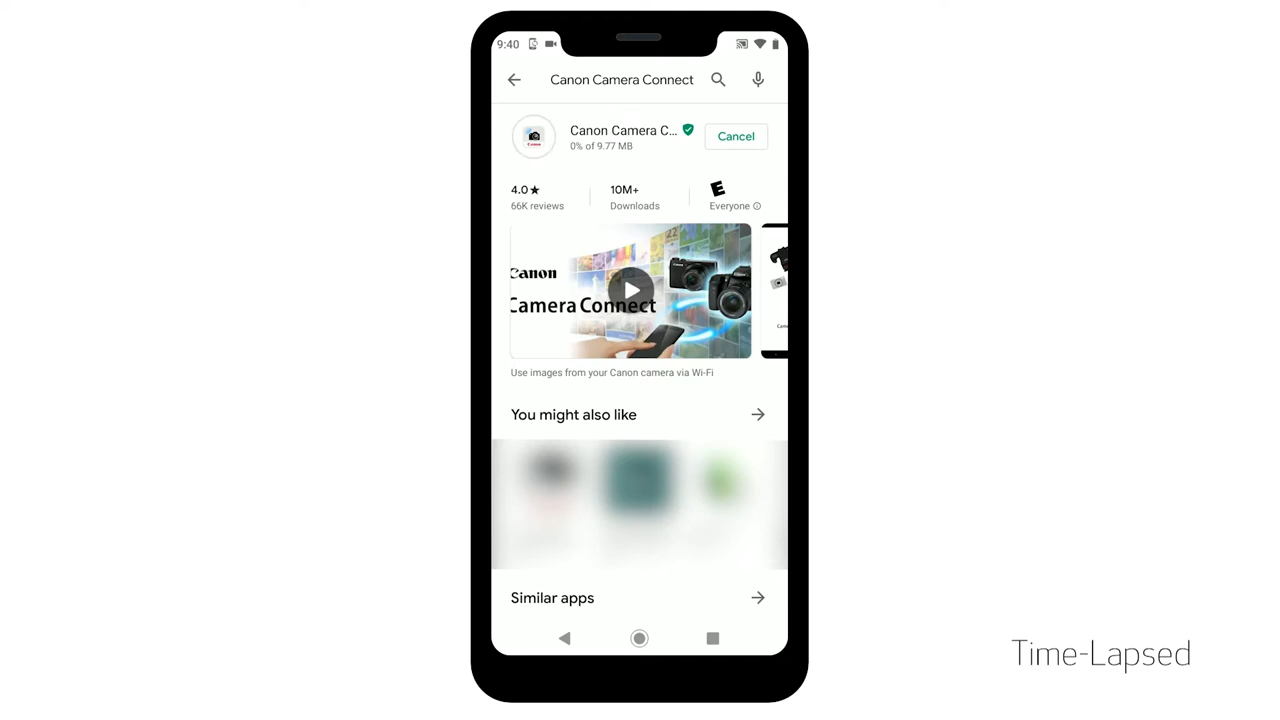 9:40
Canon Camera Connect
Canon Camera C...
0% of 9.77 MB
Cancel
4.0★
66K reviews
10M+
Downloads
E
Everyone
Canon
Camera Connect
Use images from your Canon camera via Wi-Fi
You might also like
Similar apps
Time-Lapsed